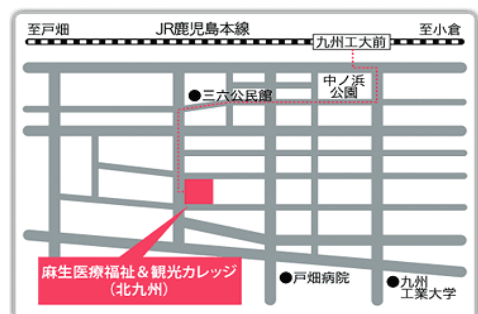 至戸畑
JR鹿児島本線
至小倉
九州工大前
中ノ浜
公園
●三六公民館
麻生医療福祉＆観光カレッジ
（北九州）
●戸畑病院
●九州
工業大学